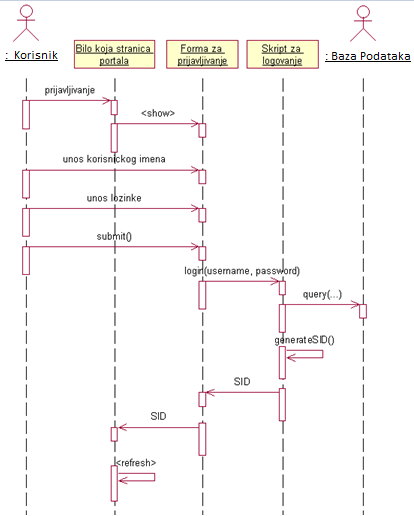 : Korisnik
Bilo koja stranica
portala
Forma za
prijavljivanje
Skript za
logovanje
: Baza Podataka
prijavljivanje
<show>
unos korisnickog imena
unos lozinke
submit()
login(username, password)
query(...)
generateSID()
SID
SID
<refresh>